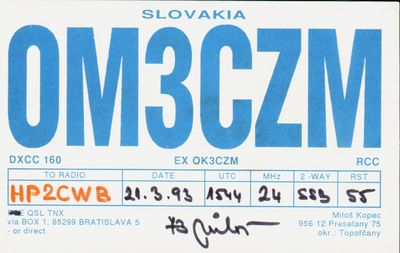 SLOVAKIA
OM3CZM
DXCC 160 EX OK3CZM RCC
TO RADIO DATE UTC MHz 2 -WAY RST
HP2CWB 21.3.93 1544 24 SSB 55
QSL TNX
via BOX 1, 85299 BRATISLAVA 5
- or direct
73
Miloš Kopec
956 12 Preselany 75
okr.: Topoľčany